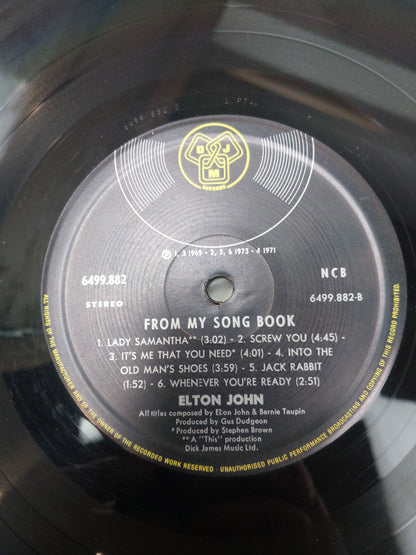 6499 882 B
DJM
RECORDS
Ⓟ 1, 3 1969 - 2, 5, 6 1973 - 4 1971
6499.882
NCB
STEREO
6499.882-B
FROM MY SONG BOOK
1. LADY SAMANTHA** (3:02) - 2. SCREW YOU (4:45) -
3. IT'S ME THAT YOU NEED* (4:01) - 4. INTO THE
OLD MAN'S SHOES (3:59) - 5. JACK RABBIT
(1:52) - 6. WHENEVER YOU'RE READY (2:51)
ELTON JOHN
All titles composed by Elton John & Bernie Taupin
Produced by Gus Dudgeon
*Produced by Stephen Brown
** A "This" production
Dick James Music Ltd.
ALL RIGHTS OF THE MANUFACTURER AND OF THE OWNER OF THE RECORDED WORK RESERVED - UNAUTHORISED PUBLIC PERFORMANCE BROADCASTING AND COPYING OF THIS RECORD PROHIBITED.